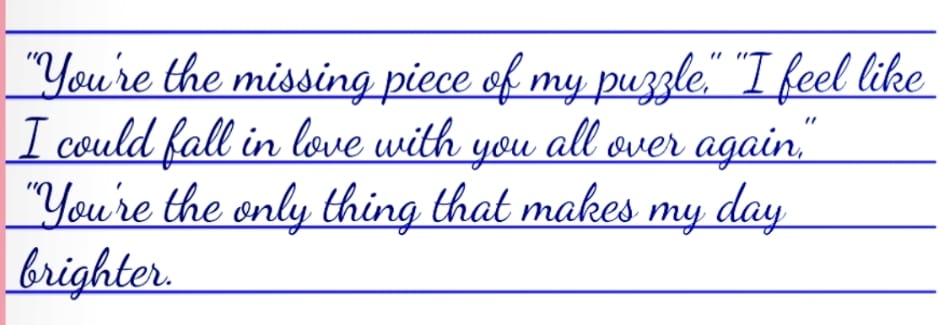 "You're the missing piece of my puzzle," "I feel like
I could fall in love with you all over again,"
"You're the only thing that makes my day
brighter.